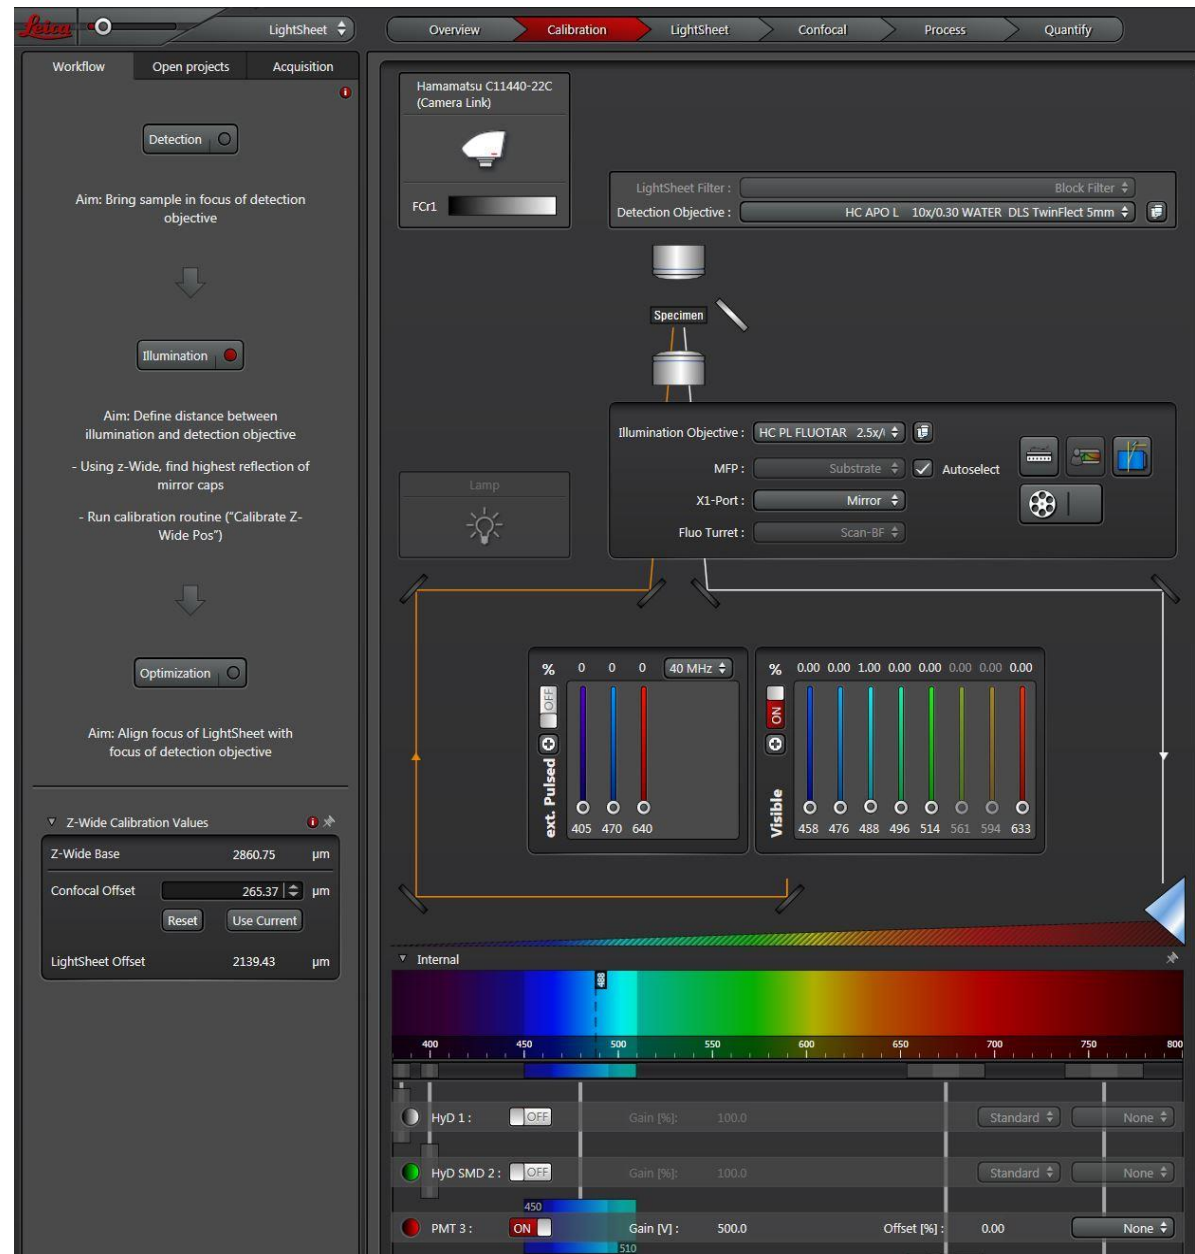 Leica
LightSheet
Overview
Calibration
LightSheet
Confocal
Process
Quantify
Workflow
Open projects
Acquisition
Detection
Aim: Bring sample in focus of detection
objective
Illumination
Aim: Define distance between
illumination and detection objective
- Using z-Wide, find highest reflection of
mirror caps
- Run calibration routine ("Calibrate Z-
Wide Pos")
Optimization
Aim: Align focus of LightSheet with
focus of detection objective
Z-Wide Calibration Values
Z-Wide Base 2860.75 µm
Confocal Offset 265.37 µm
Reset Use Current
LightSheet Offset 2139.43 µm
Hamamatsu C11440-22C
(Camera Link)
FCr1
LightSheet Filter : Block Filter
Detection Objective : HC APO L 10x/0.30 WATER DLS TwinFlect 5mm
Specimen
Illumination Objective : HC PL FLUOTAR 2.5x/
MFP : Substrate Autoselect
X1-Port : Mirror
Fluo Turret : Scan-BF
Lamp
% 0 0 0 40 MHz
OFF
ext. Pulsed
405 470 640
% 0.00 0.00 1.00 0.00 0.00 0.00 0.00 0.00
ON
Visible
458 476 488 496 514 561 594 633
Internal
488
400 450 500 550 600 650 700 750 800
HyD 1 : OFF Gain [%]: 100.0 Standard None
HyD SMD 2 : OFF Gain [%]: 100.0 Standard None
450
PMT 3 : ON Gain [V] : 500.0 Offset [%] : 0.00 None
510